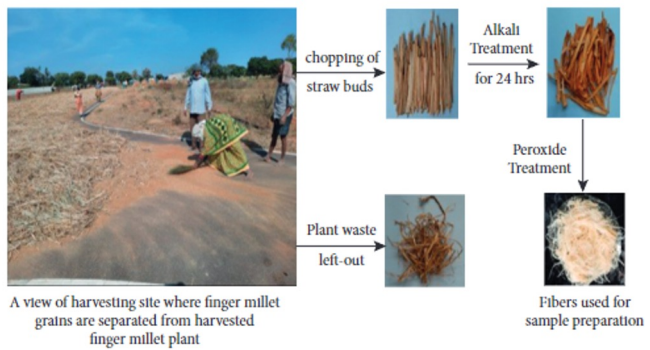 chopping of
straw buds
Alkali
Treatment
for 24 hrs
Peroxide
Treatment
Plant waste
left-out
A view of harvesting site where finger millet
grains are separated from harvested
finger millet plant
Fibers used for
sample preparation